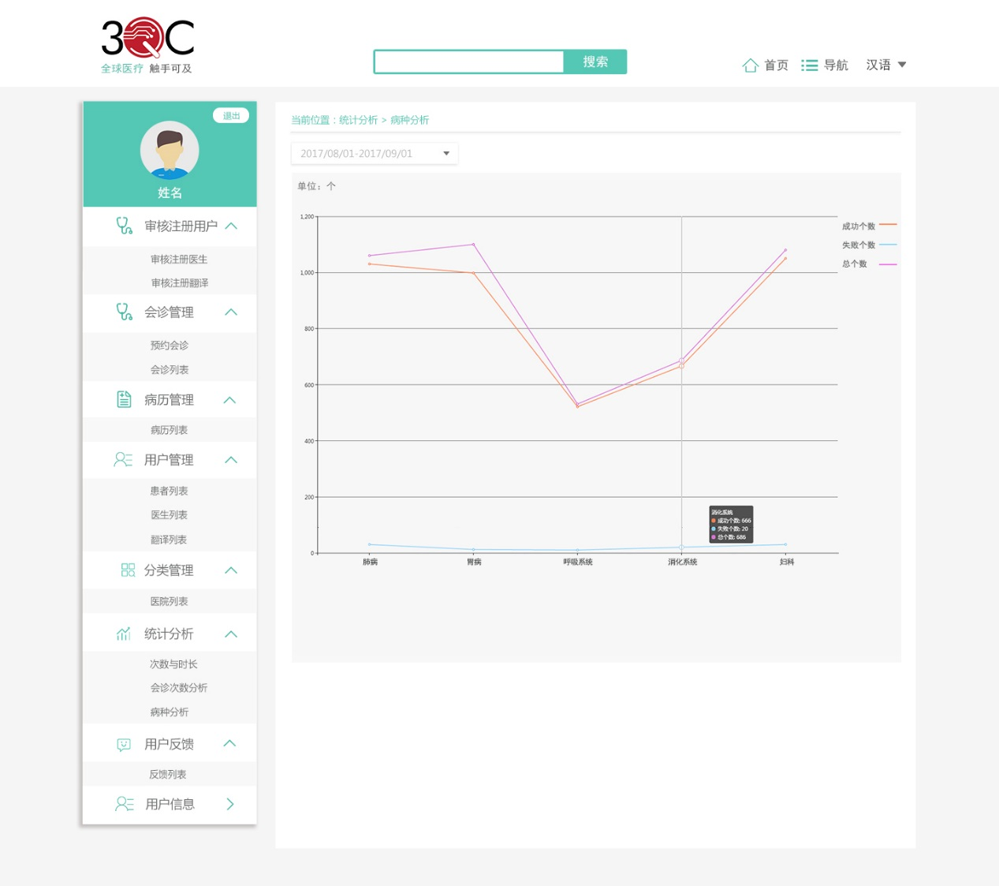 3QC
全球医疗 触手可及
搜索
首页
导航
汉语
退出
姓名
审核注册用户
审核注册医生
审核注册翻译
会诊管理
预约会诊
会诊列表
病历管理
病历列表
用户管理
患者列表
医生列表
翻译列表
分类管理
医院列表
统计分析
次数与时长
会诊次数分析
病种分析
用户反馈
反馈列表
用户信息
当前位置：统计分析 > 病种分析
2017/08/01-2017/09/01
单位：个
1,200
1,000
800
600
400
200
0
肺病
胃病
呼吸系统
消化系统
妇科
成功个数
失败个数
总个数
消化系统
成功个数: 666
失败个数: 20
总个数: 686